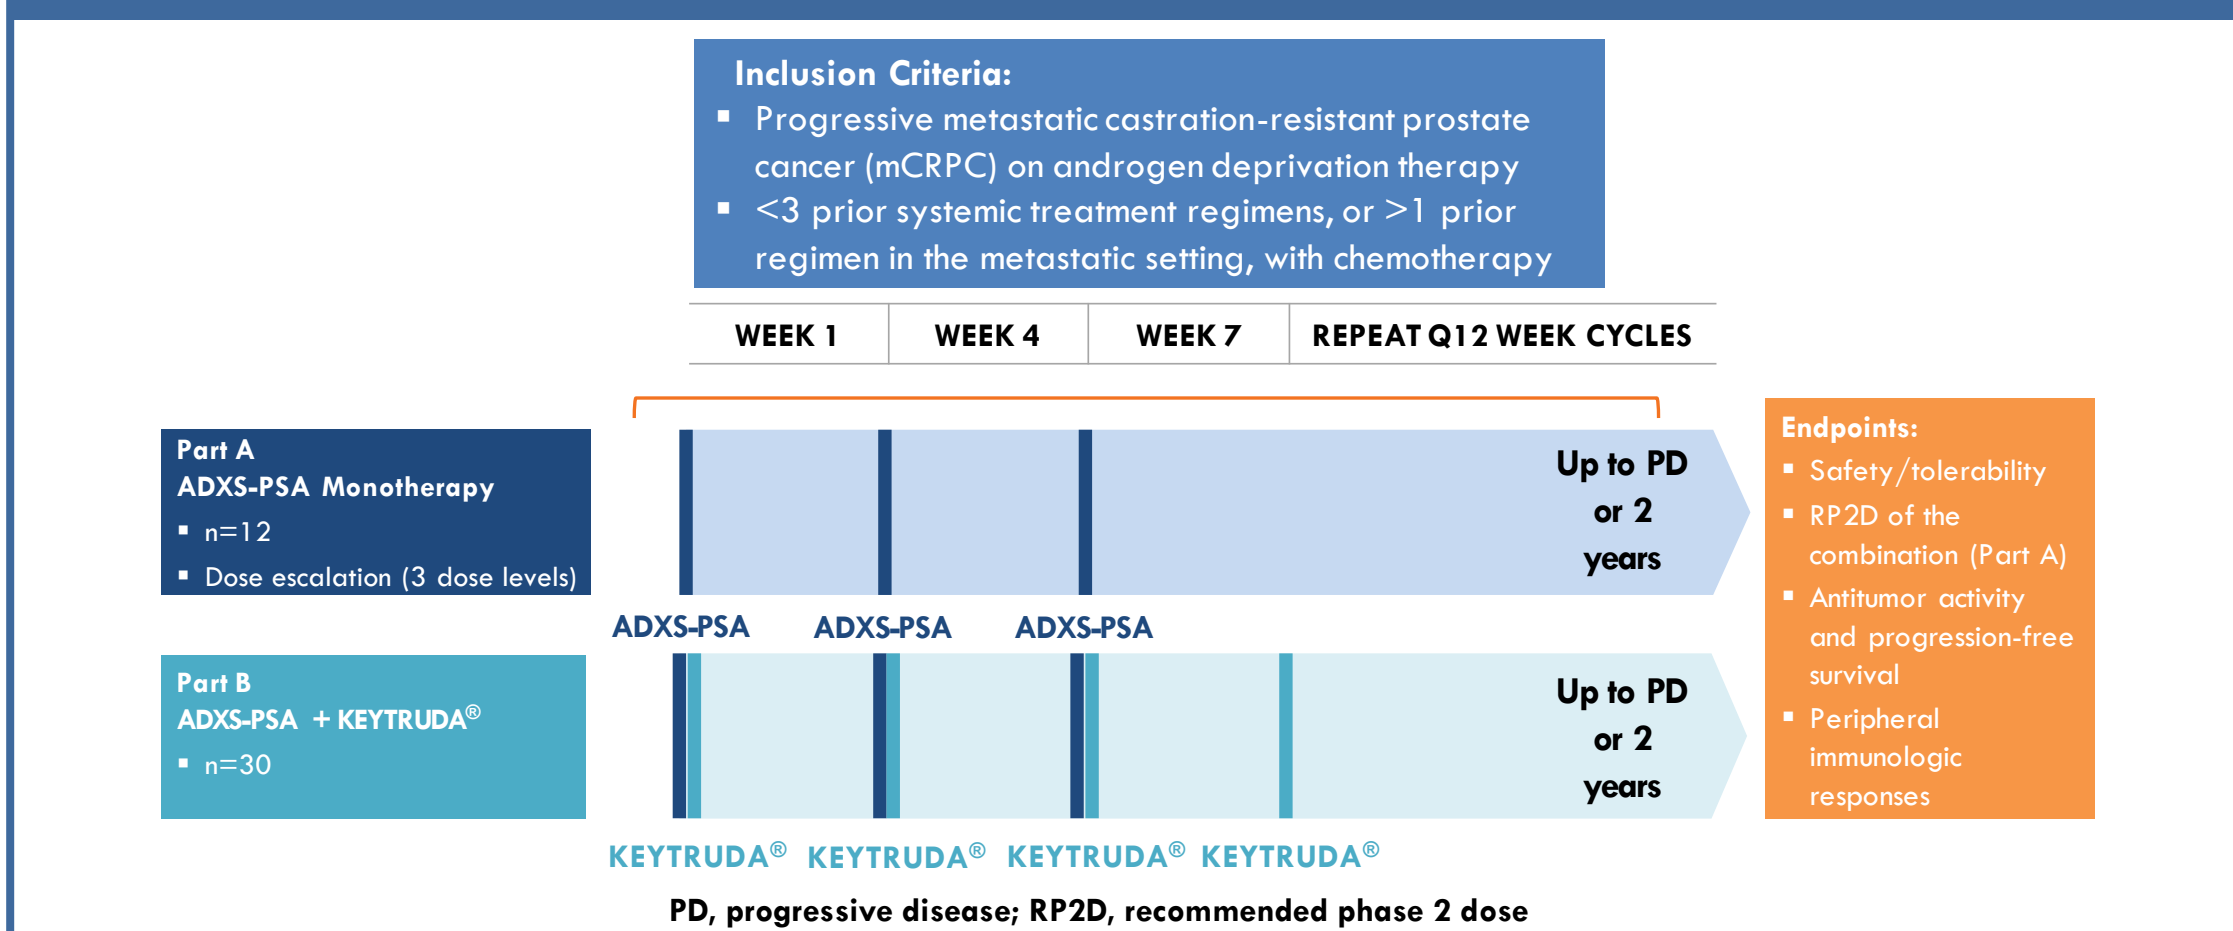 Inclusion Criteria:
▪ Progressive metastatic castration-resistant prostate
cancer (mCRPC) on androgen deprivation therapy
▪ <3 prior systemic treatment regimens, or >1 prior
regimen in the metastatic setting, with chemotherapy
WEEK 1 WEEK 4 WEEK 7 REPEAT Q12 WEEK CYCLES
Part A
ADXS-PSA Monotherapy
▪ n=12
▪ Dose escalation (3 dose levels)
Up to PD
or 2
years
ADXS-PSA ADXS-PSA ADXS-PSA
Part B
ADXS-PSA + KEYTRUDA®
▪ n=30
Up to PD
or 2
years
KEYTRUDA® KEYTRUDA® KEYTRUDA® KEYTRUDA®
Endpoints:
▪ Safety/tolerability
▪ RP2D of the
combination (Part A)
▪ Antitumor activity
and progression-free
survival
▪ Peripheral
immunologic
responses
PD, progressive disease; RP2D, recommended phase 2 dose